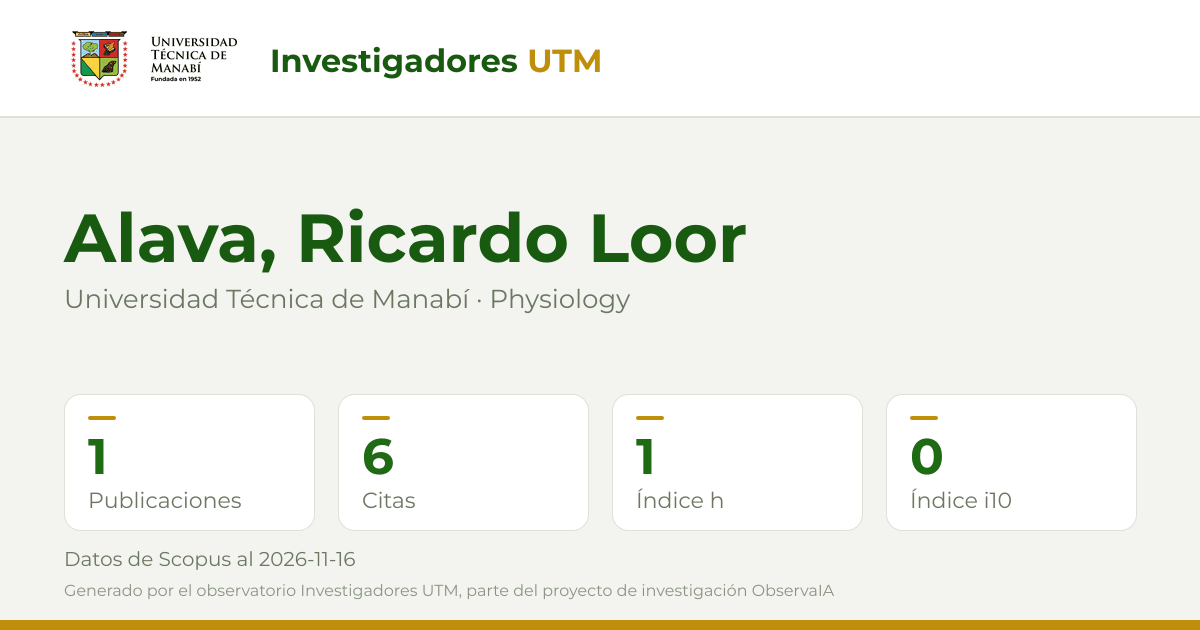 UNIVERSIDAD
TÉCNICA DE
MANABÍ
Fundada en 1952
Investigadores UTM
Alava, Ricardo Loor
Universidad Técnica de Manabí · Physiology
1
Publicaciones
6
Citas
1
Índice h
0
Índice i10
Datos de Scopus al 2026-11-16
Generado por el observatorio Investigadores UTM, parte del proyecto de investigación ObservaIA